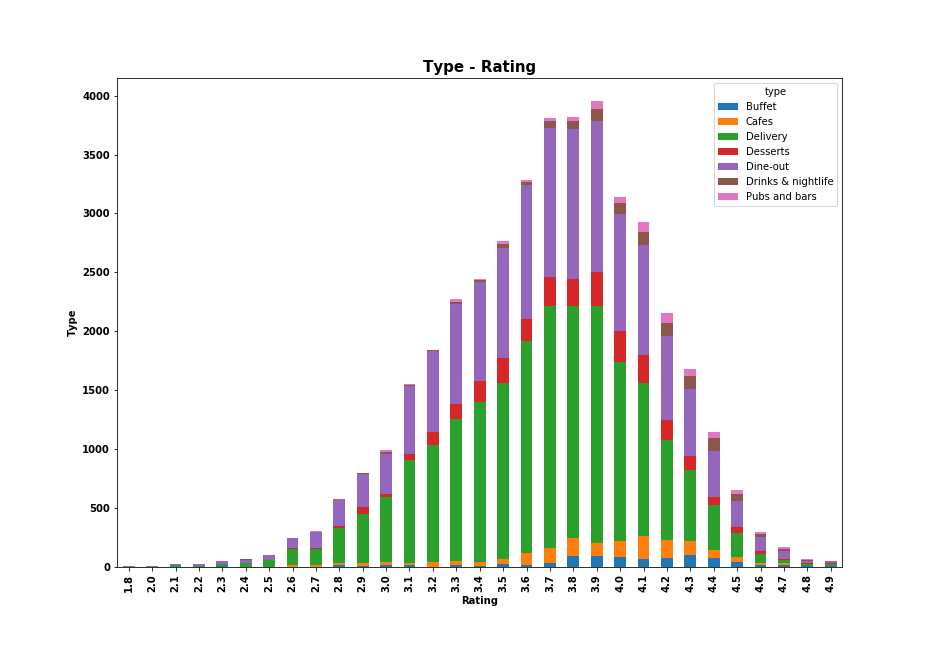 Type - Rating
type
Buffet
Cafes
Delivery
Desserts
Dine-out
Drinks & nightlife
Pubs and bars
4000
3500
3000
2500
2000
1500
1000
500
0
Type
1.8 2.0 2.1 2.2 2.3 2.4 2.5 2.6 2.7 2.8 2.9 3.0 3.1 3.2 3.3 3.4 3.5 3.6 3.7 3.8 3.9 4.0 4.1 4.2 4.3 4.4 4.5 4.6 4.7 4.8 4.9
Rating